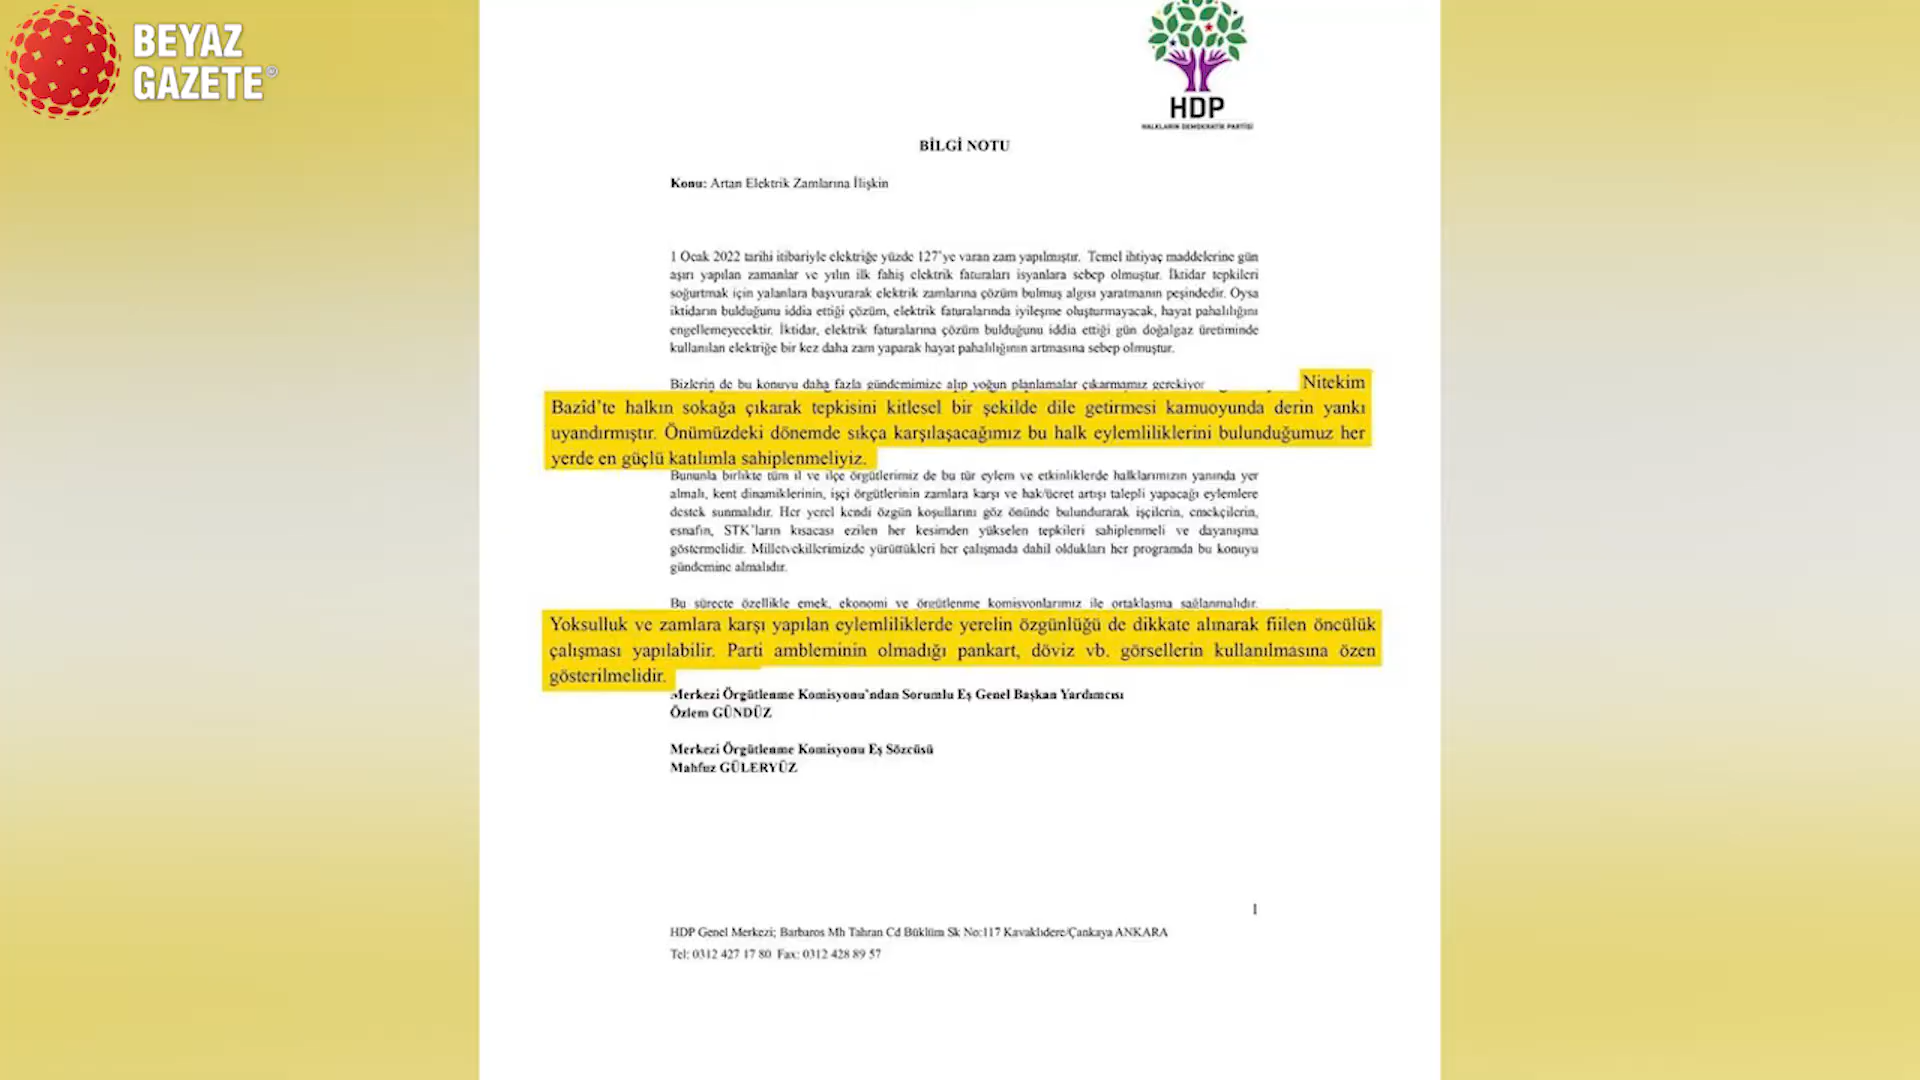 BEYAZ
GAZETE
HDP
HALKLARIN DEMOKRATİK PARTİSİ
BİLGİ NOTU
Konu: Artan Elektrik Zamlarına İlişkin
1 Ocak 2022 tarihi itibariyle elektriğe yüzde 127’ye varan zam yapılmıştır. Temel ihtiyaç maddelerine gün
aşırı yapılan zamanlar ve yılın ilk fahiş elektrik faturaları isyanlara sebep olmuştur. İktidar tepkileri
soğurtmak için yalanlara başvurarak elektrik zamlarına çözüm bulmuş algısı yaratmanın peşindedir. Oysa
iktidarın bulduğunu iddia ettiği çözüm, elektrik faturalarında iyileşme oluşturmayacak, hayat pahalılığını
engellemeyecektir. İktidar, elektrik faturalarına çözüm bulduğunu iddia ettiği gün doğalgaz üretiminde
kullanılan elektriğe bir kez daha zam yaparak hayat pahalılığının artmasına sebep olmuştur.
Bizlerin de bu konuyu daha fazla gündemimize alıp yoğun planlamalar çıkarmamız gerekiyor Nitekim
Bazîd’te halkın sokağa çıkarak tepkisini kitlesel bir şekilde dile getirmesi kamuoyunda derin yankı
uyandırmıştır. Önümüzdeki dönemde sıkça karşılaşacağımız bu halk eylemliliklerini bulunduğumuz her
yerde en güçlü katılımla sahiplenmeliyiz.
Bununla birlikte tüm il ve ilçe örgütlerimiz de bu tür eylem ve etkinliklerde halklarımızın yanında yer
almalı, kent dinamiklerinin, işçi örgütlerinin zamlara karşı ve hak/ücret artışı talepli yapacağı eylemlere
destek sunmalıdır. Her yerel kendi özgün koşullarını göz önünde bulundurarak işçilerin, emekçilerin,
esnafın, STK’ların kısacası ezilen her kesimden yükselen tepkileri sahiplenmeli ve dayanışma
göstermelidir. Milletvekillerimizde yürüttükleri her çalışmada dahil oldukları her programda bu konuyu
gündemine almalıdır.
Bu süreçte özellikle emek, ekonomi ve örgütlenme komisyonlarımız ile ortaklaşma sağlanmalıdır.
Yoksulluk ve zamlara karşı yapılan eylemliliklerde yerelin özgünlüğü de dikkate alınarak fiilen öncülük
çalışması yapılabilir. Parti ambleminin olmadığı pankart, döviz vb. görsellerin kullanılmasına özen
gösterilmelidir.
Merkezi Örgütlenme Komisyonu’ndan Sorumlu Eş Genel Başkan Yardımcısı
Özlem GÜNDÜZ
Merkezi Örgütlenme Komisyonu Eş Sözcüsü
Mahfuz GÜLERYÜZ
1
HDP Genel Merkezi; Barbaros Mh Tahran Cd Büklüm Sk No:117 Kavaklıdere/Çankaya ANKARA
Tel: 0312 427 17 80 Fax: 0312 428 89 57